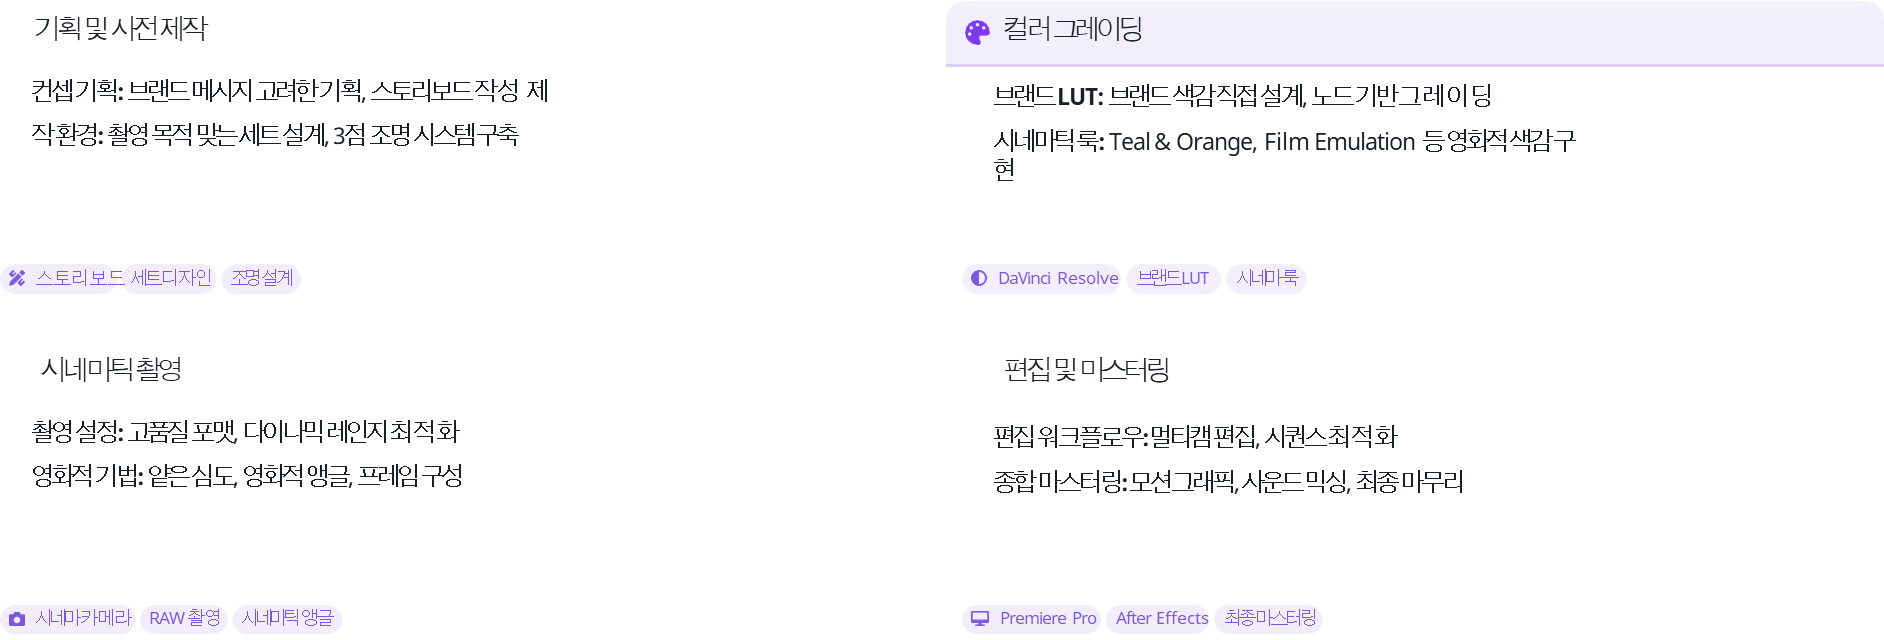 기획 및 사전 제작
컨셉 기획: 브랜드 메시지 고려한 기획, 스토리보드 작성 제
작 환경: 촬영 목적 맞는 세트 설계, 3점 조명 시스템 구축
스토리보드 세트디자인 조명설계
컬러 그레이딩
브랜드 LUT: 브랜드 색감 직접 설계, 노드 기반 그레이딩
시네마틱 룩: Teal & Orange, Film Emulation 등 영화적 색감 구
현
DaVinci Resolve 브랜드LUT 시네마룩
시네마틱 촬영
촬영 설정: 고품질 포맷, 다이나믹 레인지 최적화
영화적 기법: 얕은 심도, 영화적 앵글, 프레임 구성
시네마카메라 RAW 촬영 시네마틱 앵글
편집 및 마스터링
편집 워크플로우: 멀티캠 편집, 시퀀스 최적화
종합 마스터링: 모션그래픽, 사운드 믹싱, 최종 마무리
Premiere Pro After Effects 최종마스터링